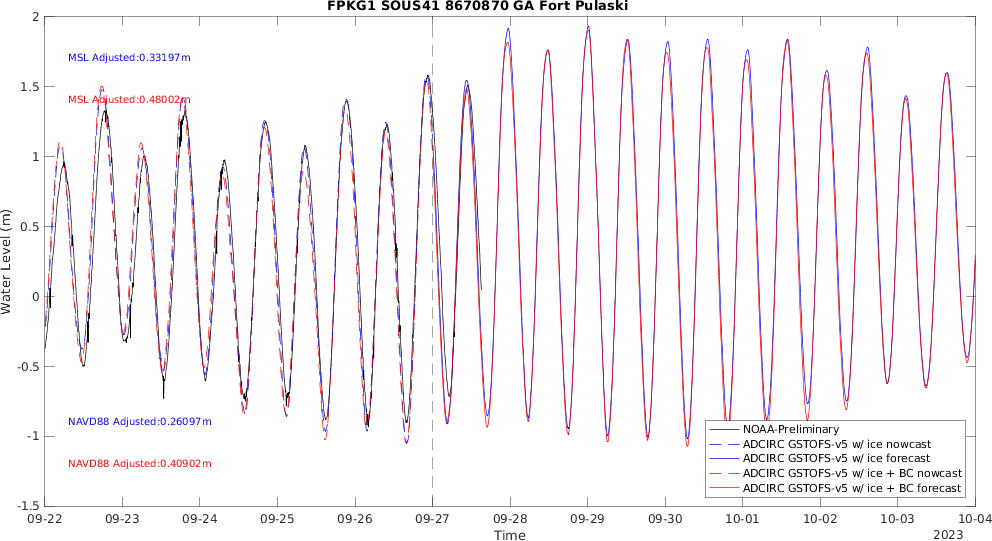 FPKG1 SOUS41 8670870 GA Fort Pulaski
MSL Adjusted:0.33197m
MSL Adjusted:0.48002m
NAVD88 Adjusted:0.26097m
NAVD88 Adjusted:0.40902m
Water Level (m)
2
1.5
1
0.5
0
-0.5
-1
-1.5
NOAA-Preliminary
ADCIRC GSTOFS-v5 w/ ice nowcast
ADCIRC GSTOFS-v5 w/ ice forecast
ADCIRC GSTOFS-v5 w/ ice + BC nowcast
ADCIRC GSTOFS-v5 w/ ice + BC forecast
09-22 09-23 09-24 09-25 09-26 09-27 09-28 09-29 09-30 10-01 10-02 10-03 10-04
Time
2023